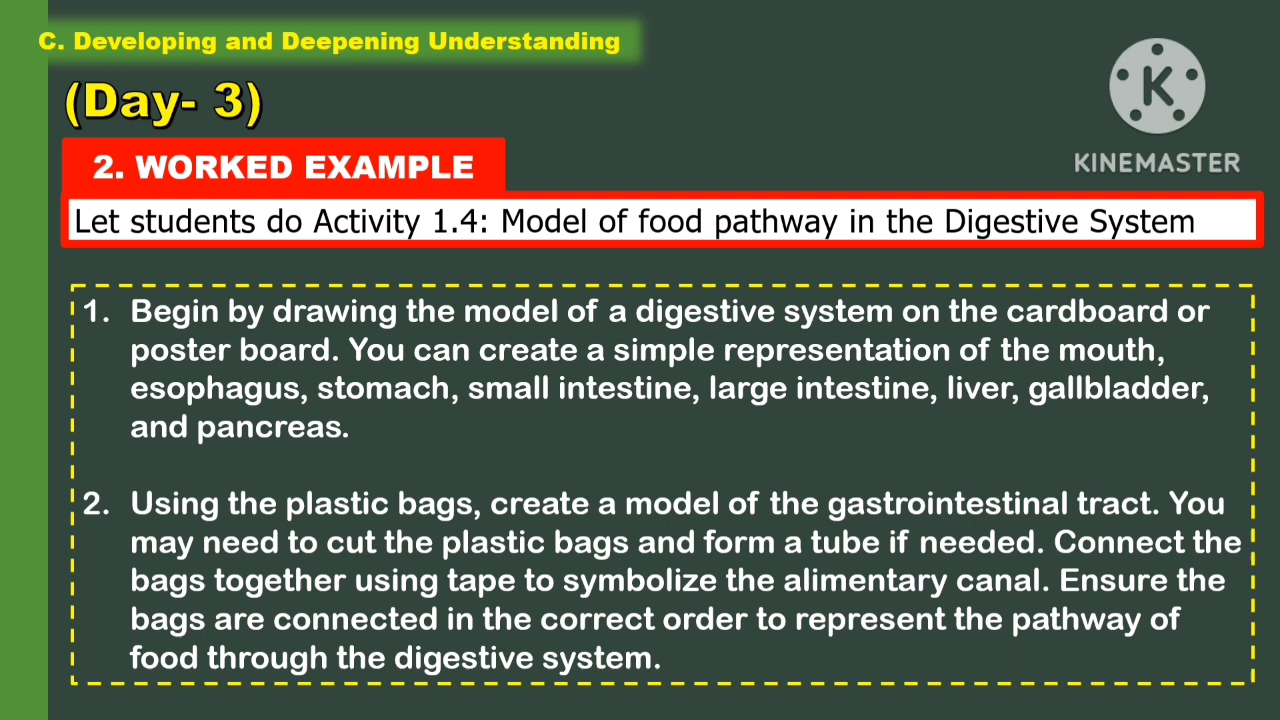 C. Developing and Deepening Understanding
(Day- 3)
K
KINEMASTER
2. WORKED EXAMPLE
Let students do Activity 1.4: Model of food pathway in the Digestive System
1. Begin by drawing the model of a digestive system on the cardboard or
poster board. You can create a simple representation of the mouth,
esophagus, stomach, small intestine, large intestine, liver, gallbladder,
and pancreas.
2. Using the plastic bags, create a model of the gastrointestinal tract. You
may need to cut the plastic bags and form a tube if needed. Connect the
bags together using tape to symbolize the alimentary canal. Ensure the
bags are connected in the correct order to represent the pathway of
food through the digestive system.